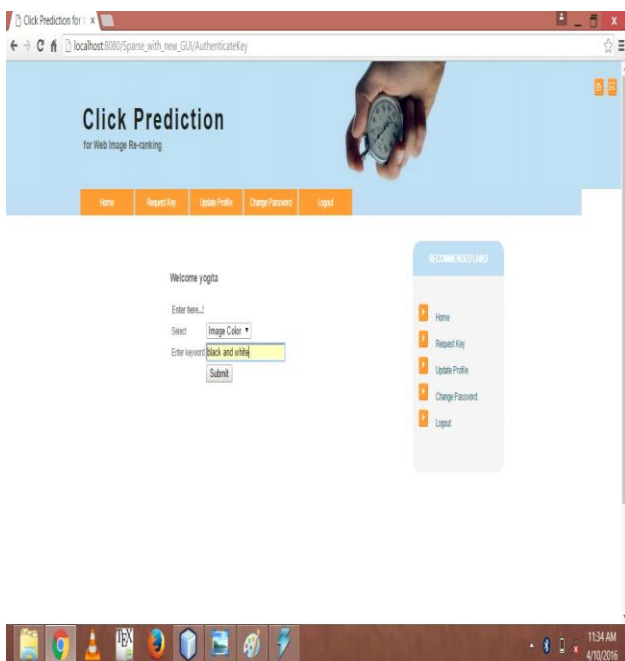 Click Prediction for W x
localhost:8080/Sparse_with_new_GUI/AuthenticateKey
Click Prediction
for Web Image Re-ranking
Home Request Key Update Profile Change Password Logout
RECOMMENDED LINKS
Welcome yogita
Enter here...!
Select Image Color
Enter keyword black and white
Submit
Home
Request Key
Update Profile
Change Password
Logout
TEX
11:34 AM
4/10/2016